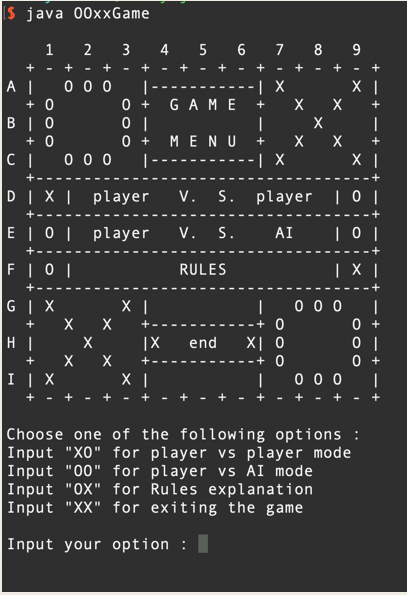 $ java OOxxGame
    1   2   3   4   5   6   7   8   9
  + - + - + - + - + - + - + - + - + - +
A |   O O O   |-----------| X       X |
  + O       O + G A M E +   X   X   +
B | O       O |           |     X     |
  + O       O + M E N U +   X   X   +
C |   O O O   |-----------| X       X |
  +-----------------------------------+
D | X |  player   V.  S.  player  | O |
  +-----------------------------------+
E | O |  player   V.  S.    AI    | O |
  +-----------------------------------+
F | O |           RULES           | X |
  +-----------------------------------+
G | X       X |           |   O O O   |
  +   X   X   +-----------+ O       O +
H |     X     |X   end   X| O       O |
  +   X   X   +-----------+ O       O +
I | X       X |           |   O O O   |
  + - + - + - + - + - + - + - + - + - +
Choose one of the following options :
Input "XO" for player vs player mode
Input "OO" for player vs AI mode
Input "OX" for Rules explanation
Input "XX" for exiting the game
Input your option :